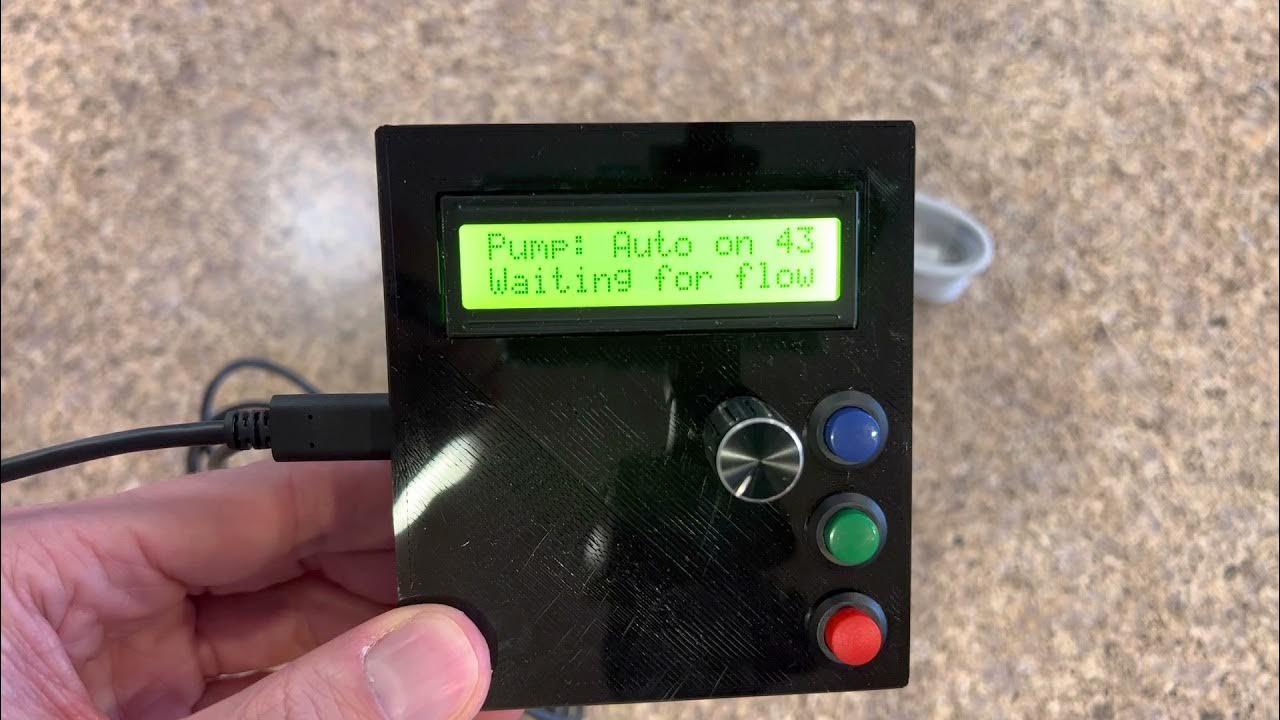 Pump: Auto on 43
Waiting for flow